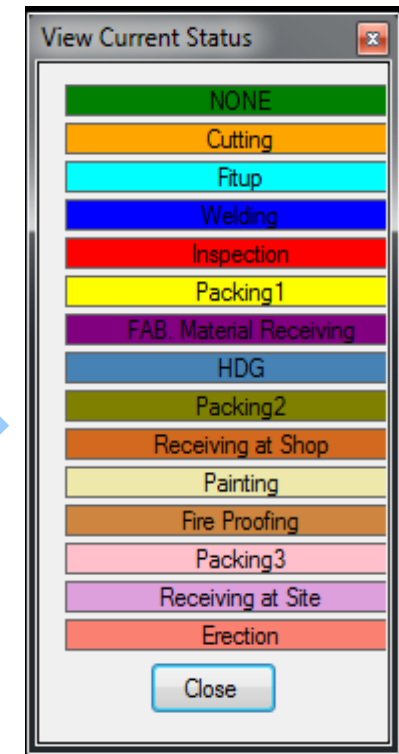 View Current Status
NONE
Cutting
Fitup
Welding
Inspection
Packing1
FAB. Material Receiving
HDG
Packing2
Receiving at Shop
Painting
Fire Proofing
Packing3
Receiving at Site
Erection
Close